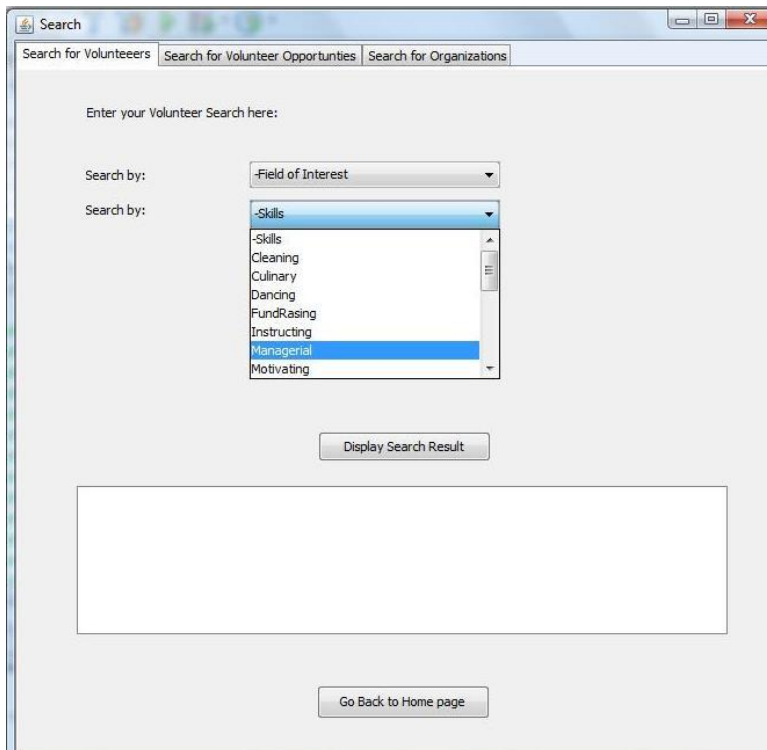 Search
Search for Volunteeers Search for Volunteer Opportunties Search for Organizations
Enter your Volunteer Search here:
Search by: -Field of Interest
Search by: -Skills
-Skills
Cleaning
Culinary
Dancing
FundRasing
Instructing
Managerial
Motivating
Display Search Result
Go Back to Home page